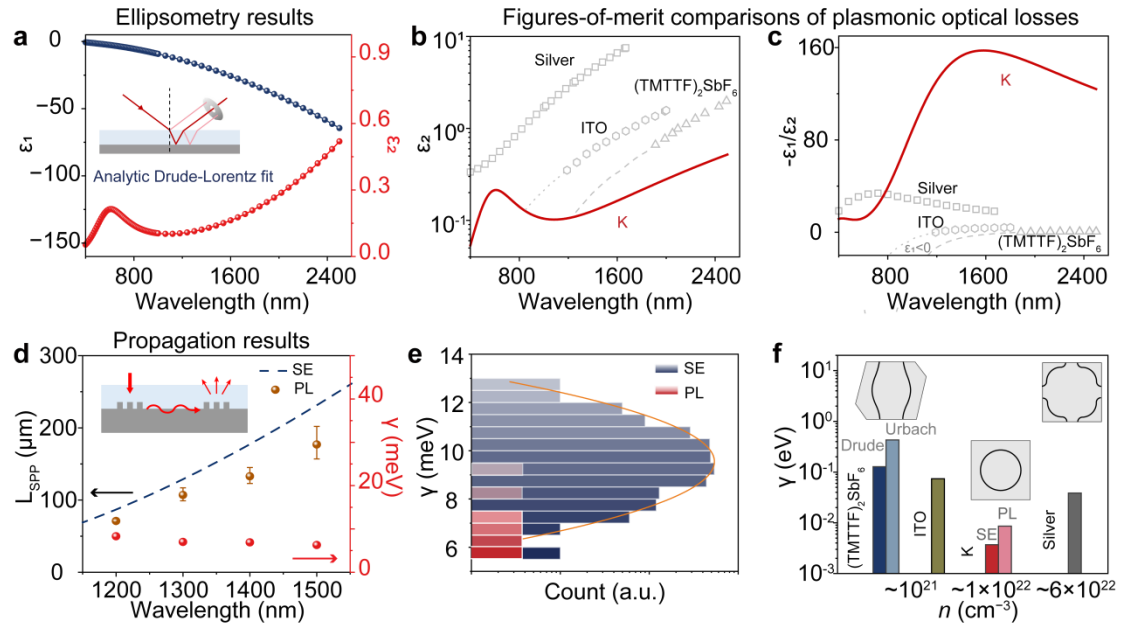 Ellipsometry results
Figures-of-merit comparisons of plasmonic optical losses
a
0
−50
−100
−150
ε₁
0.9
0.6
0.3
0.0
ε₂
Analytic Drude-Lorentz fit
800 1600 2400
Wavelength (nm)
b
10¹
10⁰
10⁻¹
ε₂
Silver
(TMTTF)₂SbF₆
ITO
K
800 1600 2400
Wavelength (nm)
c
160
80
0
-ε₁/ε₂
K
Silver
ITO
ε₁<0
(TMTTF)₂SbF₆
800 1600 2400
Wavelength (nm)
Propagation results
d
300
200
100
0
L_SPP (μm)
SE
PL
40
20
0
γ (meV)
1200 1300 1400 1500
Wavelength (nm)
e
14
12
10
8
6
γ (meV)
SE
PL
Count (a.u.)
f
10¹
10⁰
10⁻¹
10⁻²
10⁻³
γ (eV)
Urbach
Drude
(TMTTF)₂SbF₆
ITO
K
SE
PL
Silver
~10²¹ ~1×10²² ~6×10²²
n (cm⁻³)